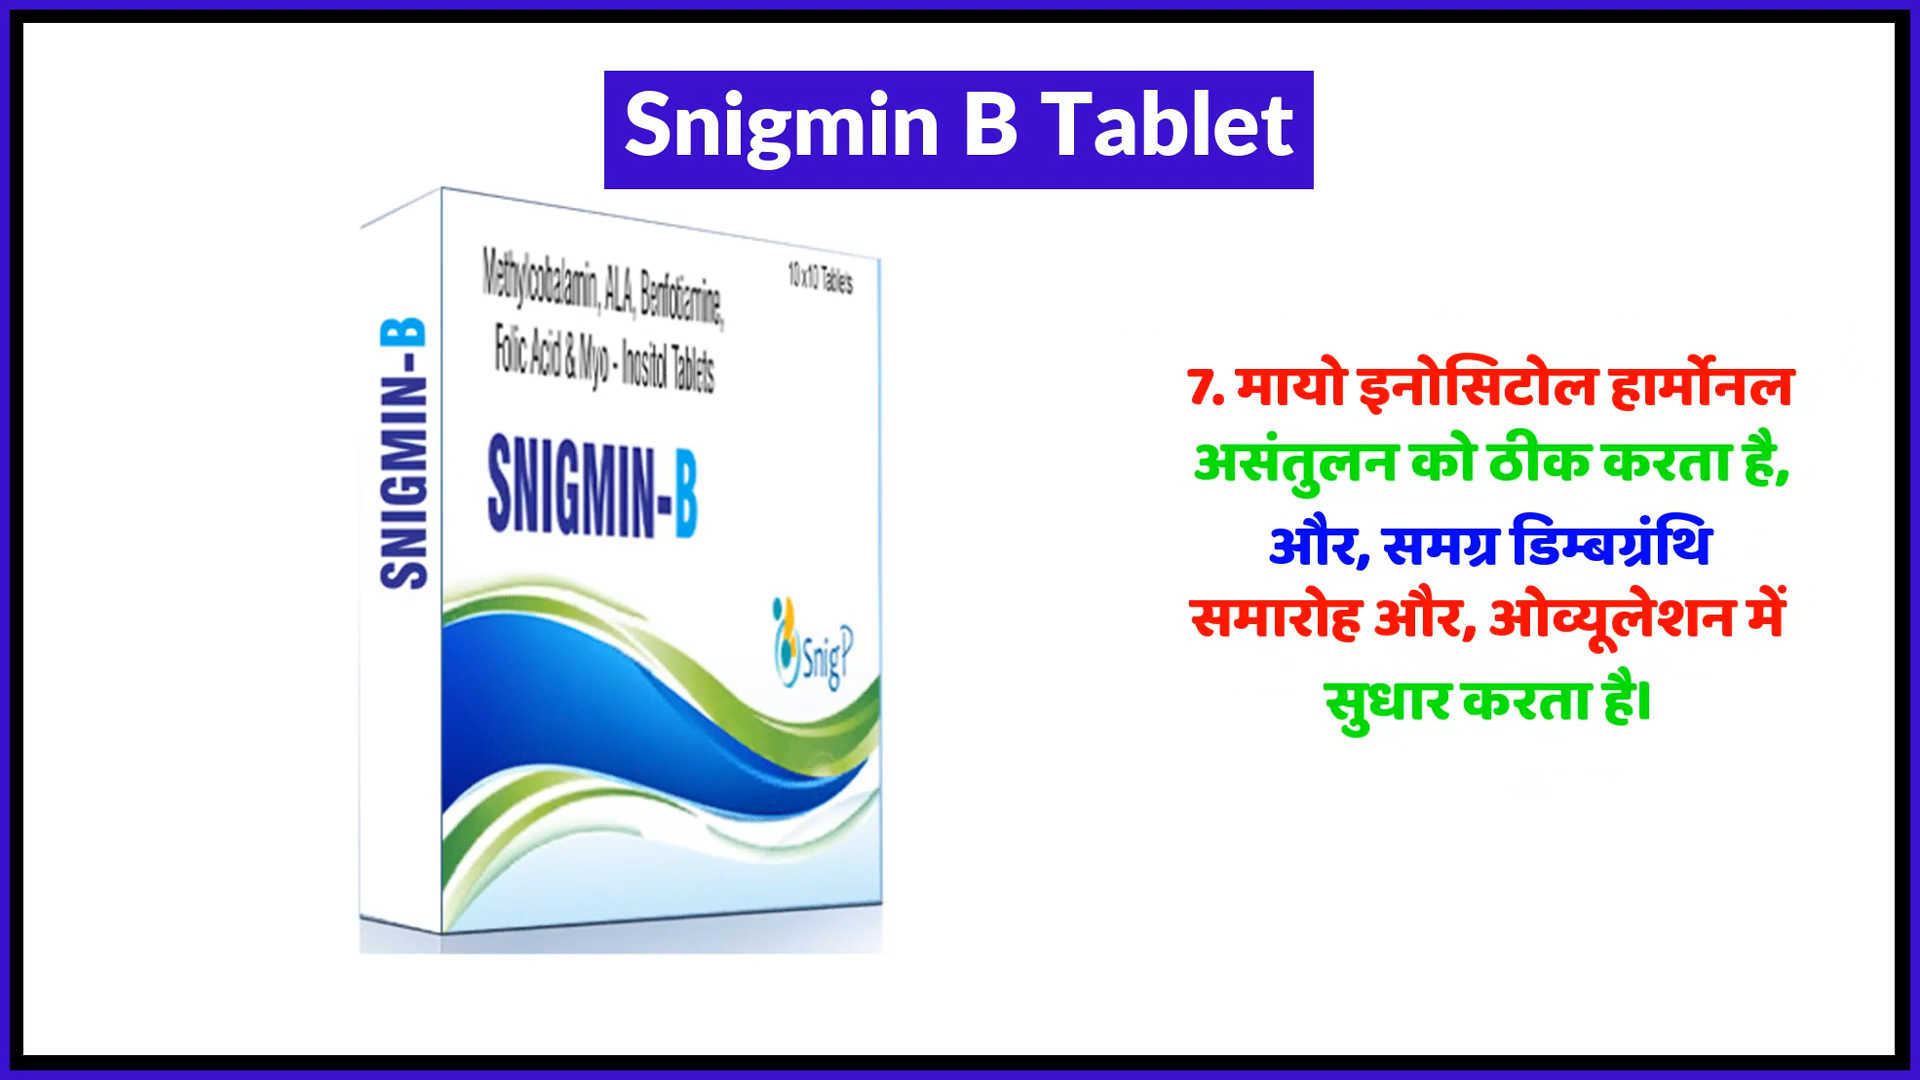 Snigmin B Tablet
Methylcobalamin, ALA, Benfotiamine,
Folic Acid & Myo - Inositol Tablets
10x10 Tablets
SNIGMIN-B
SNIGMIN-B
SnigP
7. मायो इनोसिटोल हार्मोनल
असंतुलन को ठीक करता है,
और, समग्र डिम्बग्रंथि
समारोह और, ओव्यूलेशन में
सुधार करता है।